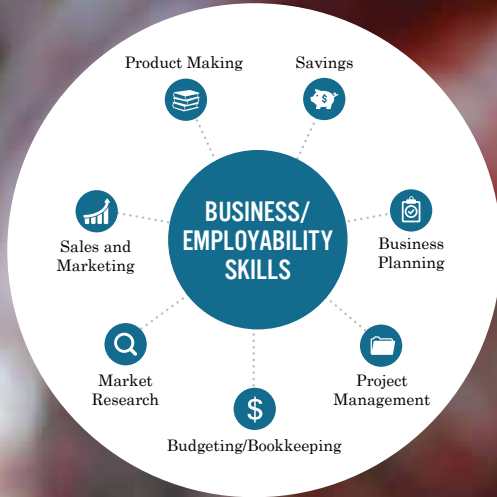 Product Making
Savings
BUSINESS/
EMPLOYABILITY
SKILLS
Sales and
Marketing
Business
Planning
Market
Research
Project
Management
$
Budgeting/Bookkeeping